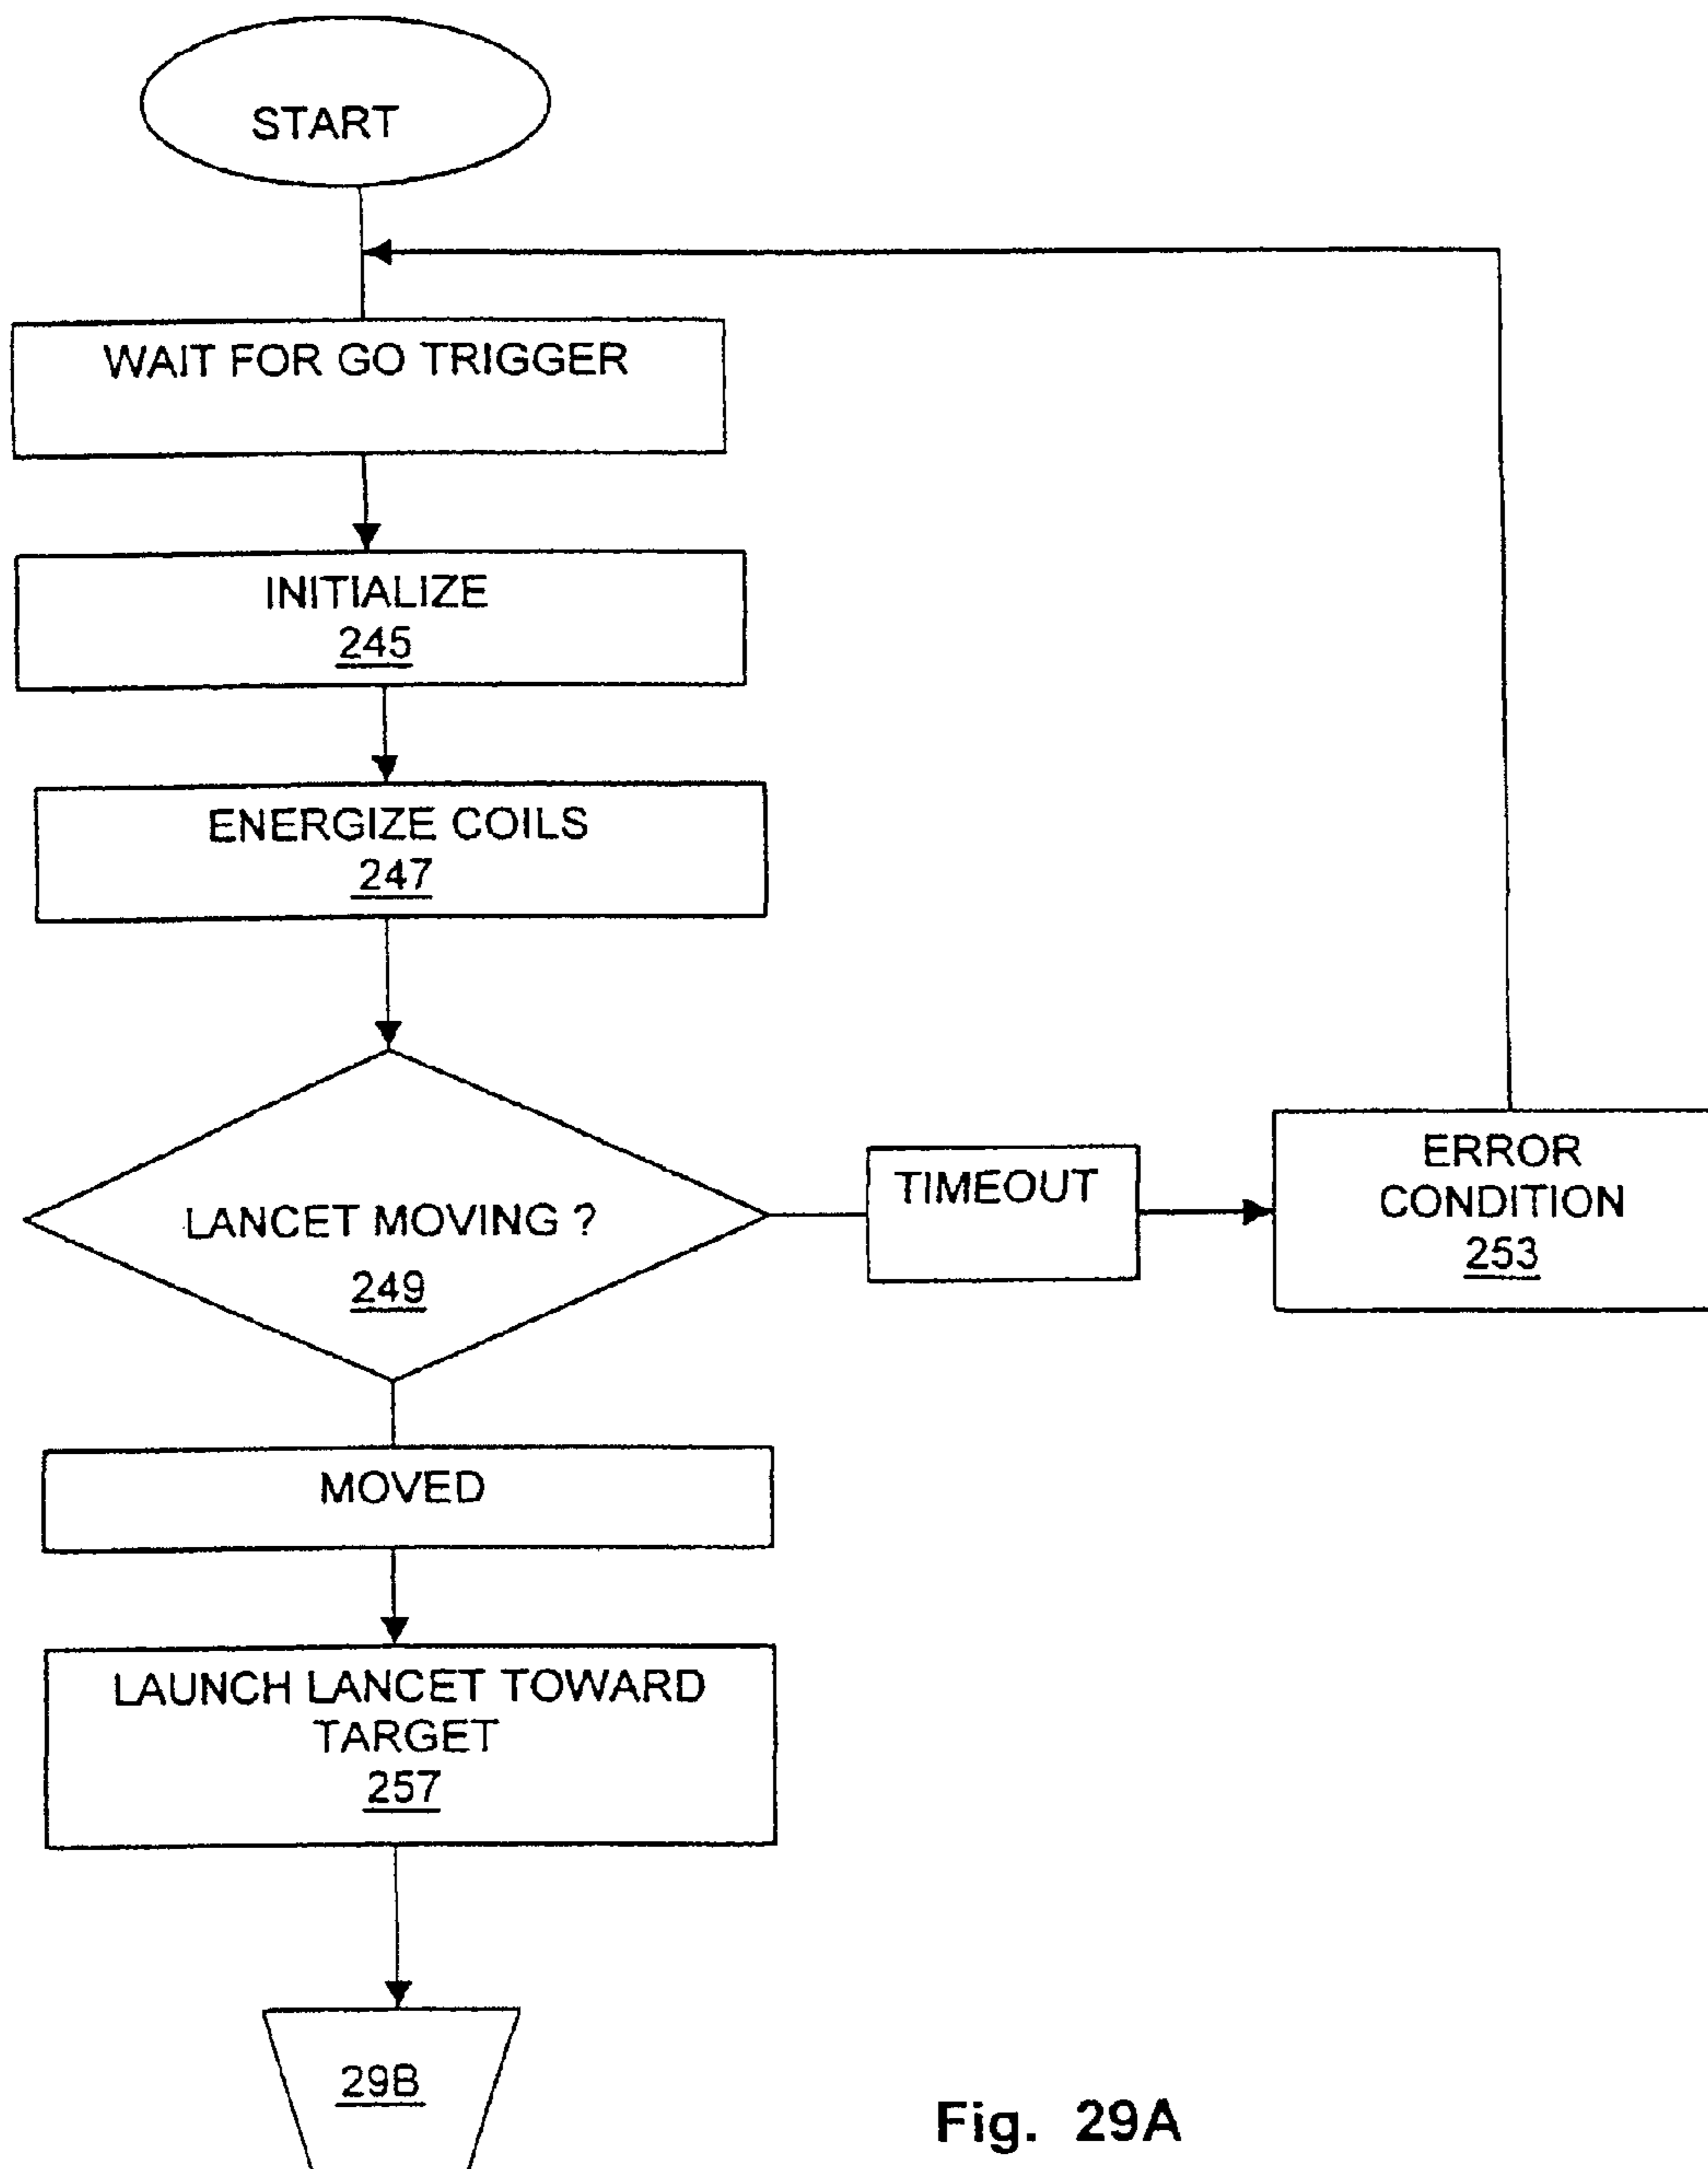 START
WAIT FOR GO TRIGGER
INITIALIZE
245
ENERGIZE COILS
247
LANCET MOVING ?
249
TIMEOUT
ERROR
CONDITION
253
MOVED
LAUNCH LANCET TOWARD
TARGET
257
29B
Fig. 29A